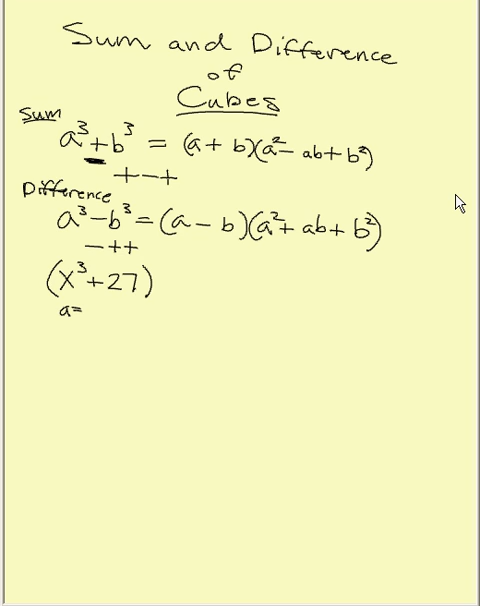 Sum and Difference
of
Cubes
Sum
a³+b³ = (a+b)(a²-ab+b²)
+-+
Difference
a³-b³=(a-b)(a²+ab+b²)
-++
(x³+27)
a=